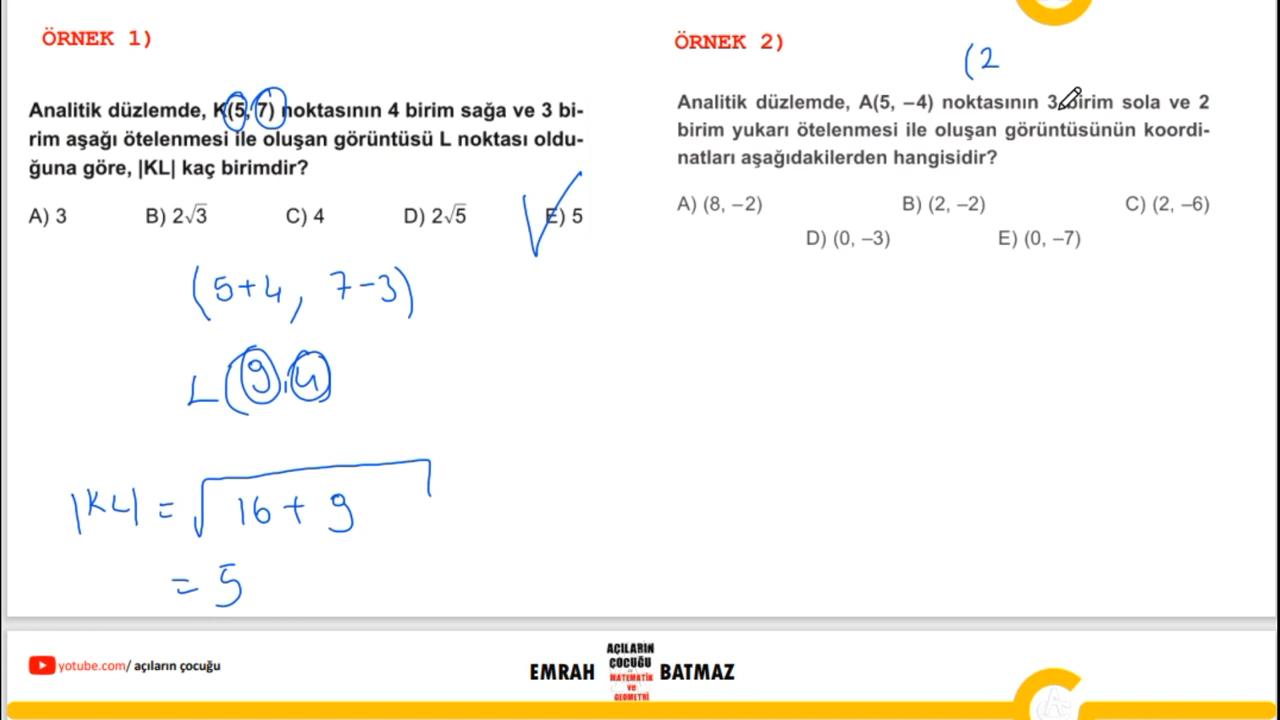 ÖRNEK 1)
Analitik düzlemde, K(5, 7) noktasının 4 birim sağa ve 3 bi-
rim aşağı ötelenmesi ile oluşan görüntüsü L noktası oldu-
ğuna göre, |KL| kaç birimdir?
A) 3 B) 2√3 C) 4 D) 2√5 E) 5
(5+4, 7-3)
L(9,4)
|KL| = √16 + 9
= 5
ÖRNEK 2)
(2
Analitik düzlemde, A(5, –4) noktasının 3 birim sola ve 2
birim yukarı ötelenmesi ile oluşan görüntüsünün koordi-
natları aşağıdakilerden hangisidir?
A) (8, –2) B) (2, –2) C) (2, –6)
D) (0, –3) E) (0, –7)
yotube.com/ açıların çocuğu
EMRAH
AÇILARIN
ÇOCUĞU
MATEMATİK
ve
GEOMETRİ
BATMAZ